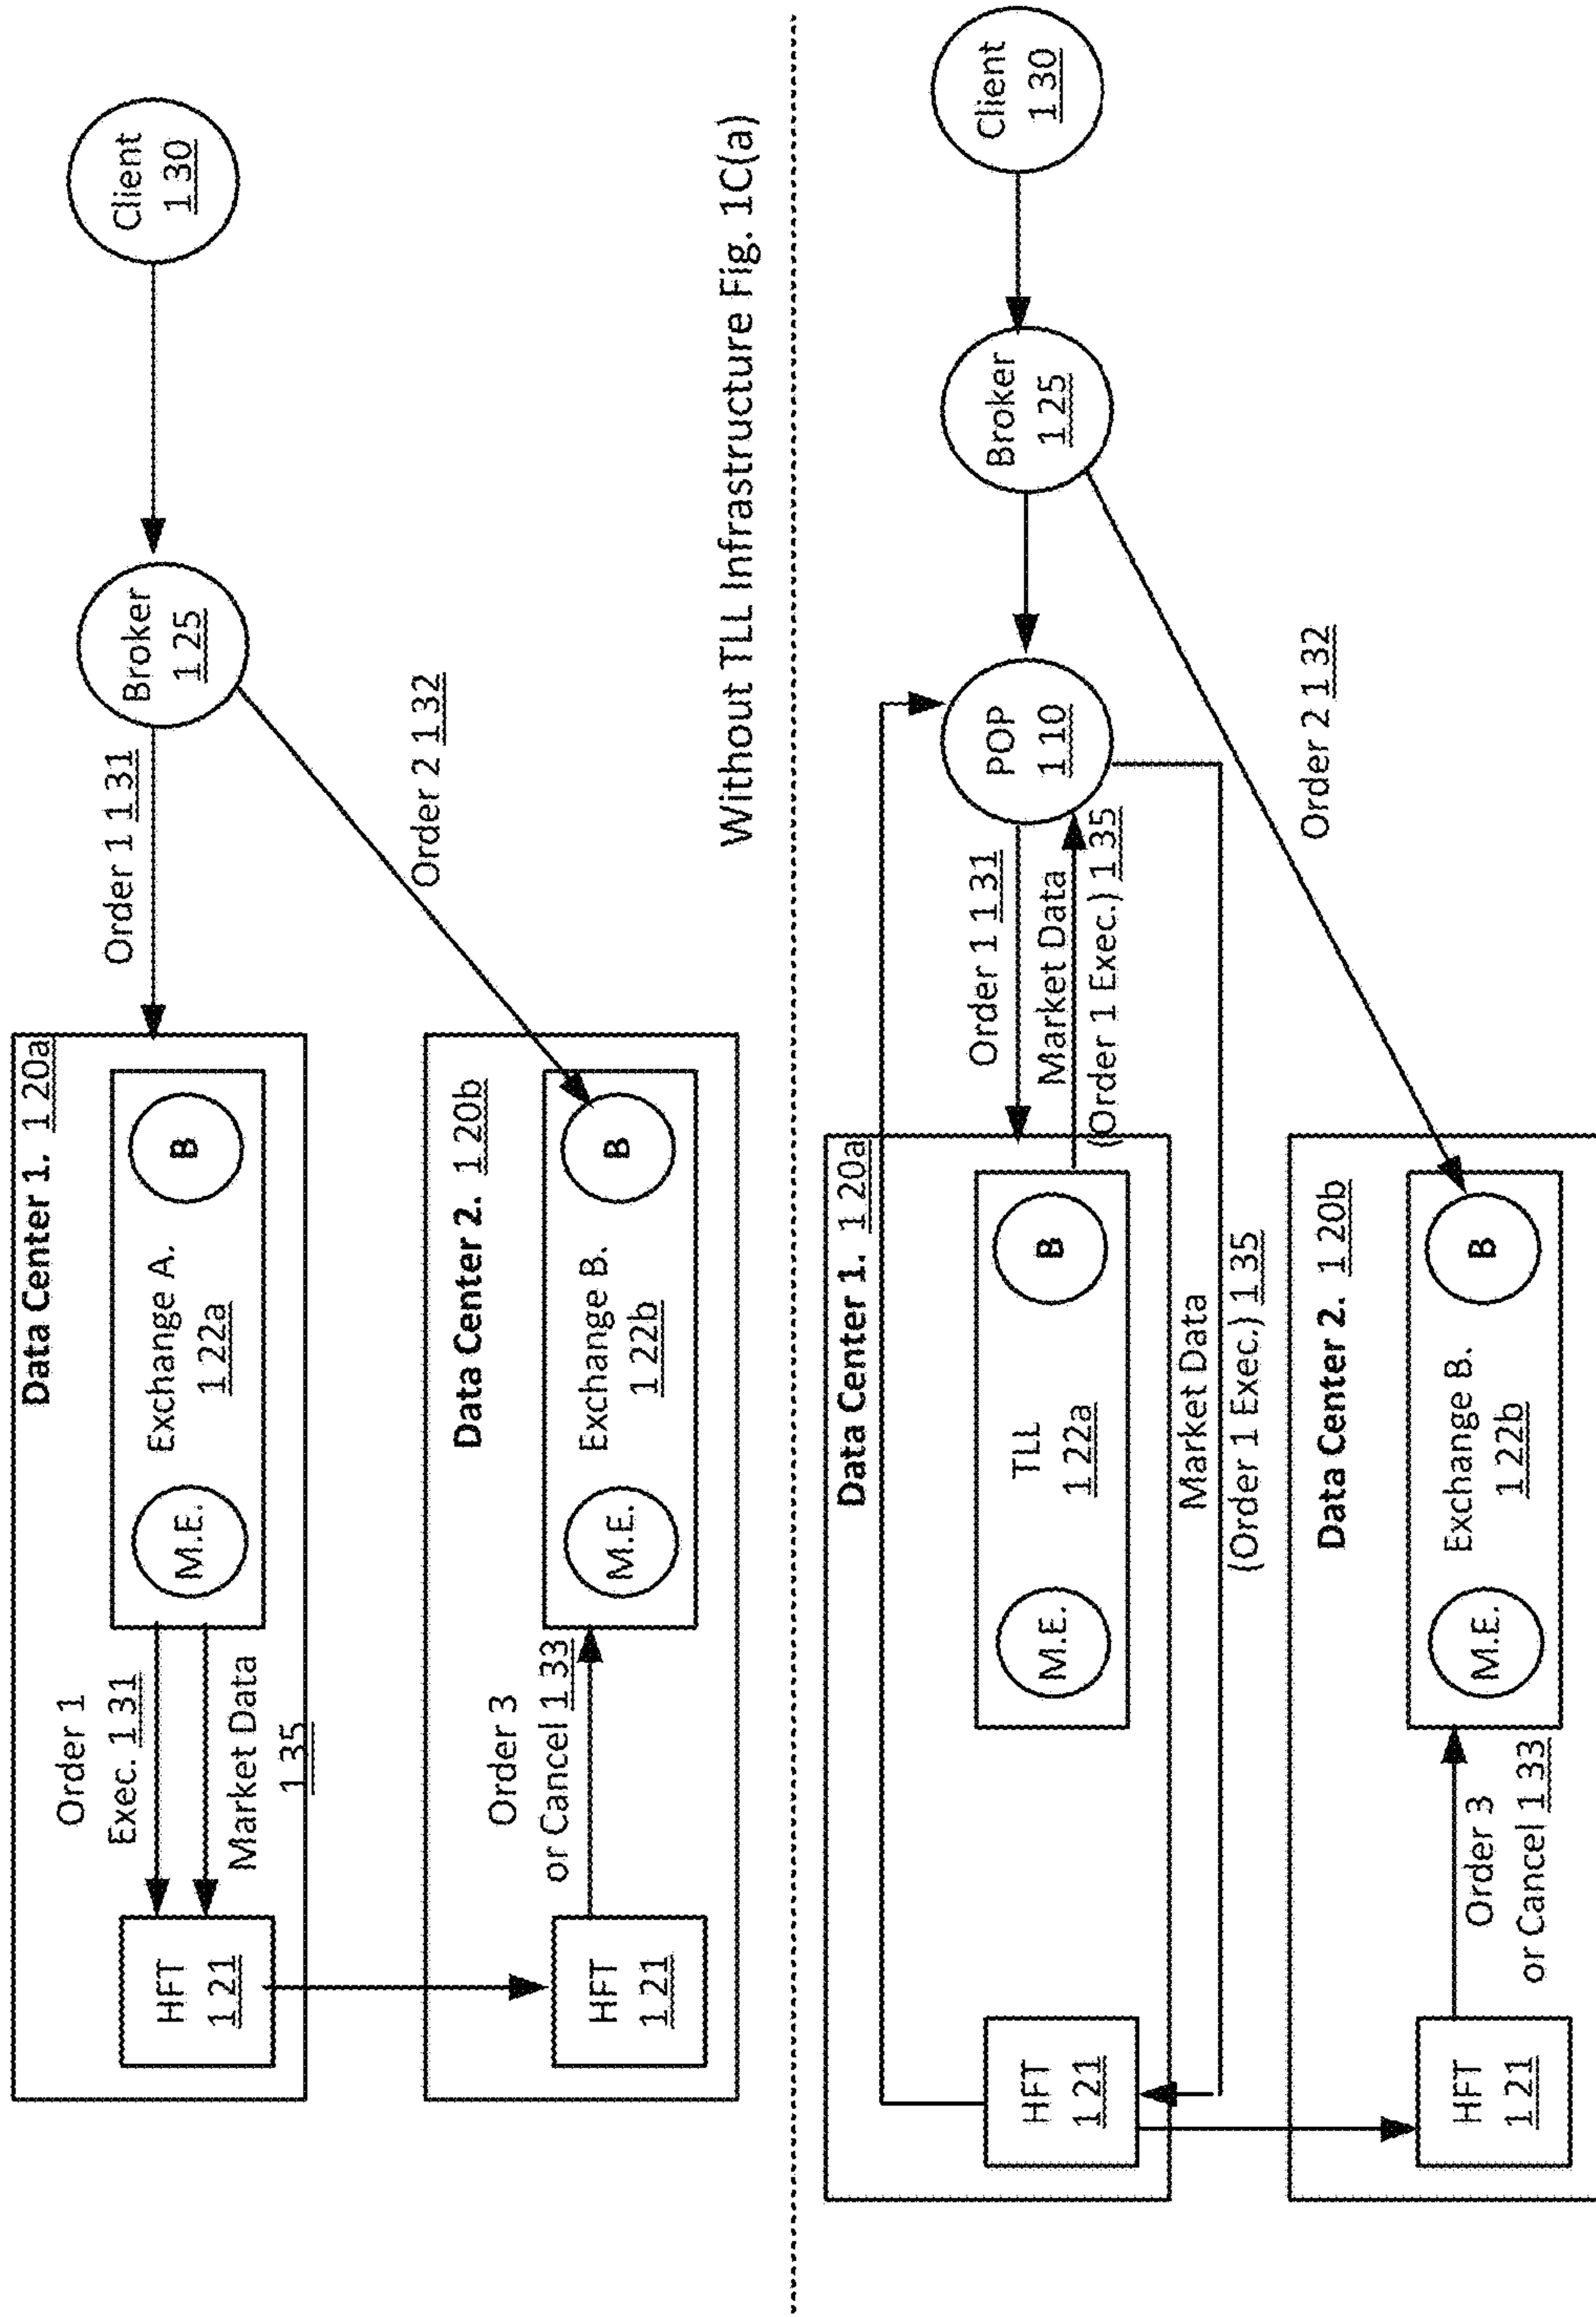 Data Center 1. 120a
HFT
121
Order 1
Exec. 131
Market Data
135
M.E.
Exchange A.
122a
B
Order 1 131
Broker
125
Client
130
Data Center 2. 120b
HFT
121
Order 3
or Cancel 133
M.E.
Exchange B.
122b
B
Order 2 132
Without TLL Infrastructure Fig. 1C(a)
Data Center 1. 120a
HFT
121
M.E.
TLL
122a
B
Order 1 131
Market Data
(Order 1 Exec.) 135
POP
110
Broker
125
Client
130
Market Data
(Order 1 Exec.) 135
Data Center 2. 120b
HFT
121
Order 3
or Cancel 133
M.E.
Exchange B.
122b
B
Order 2 132